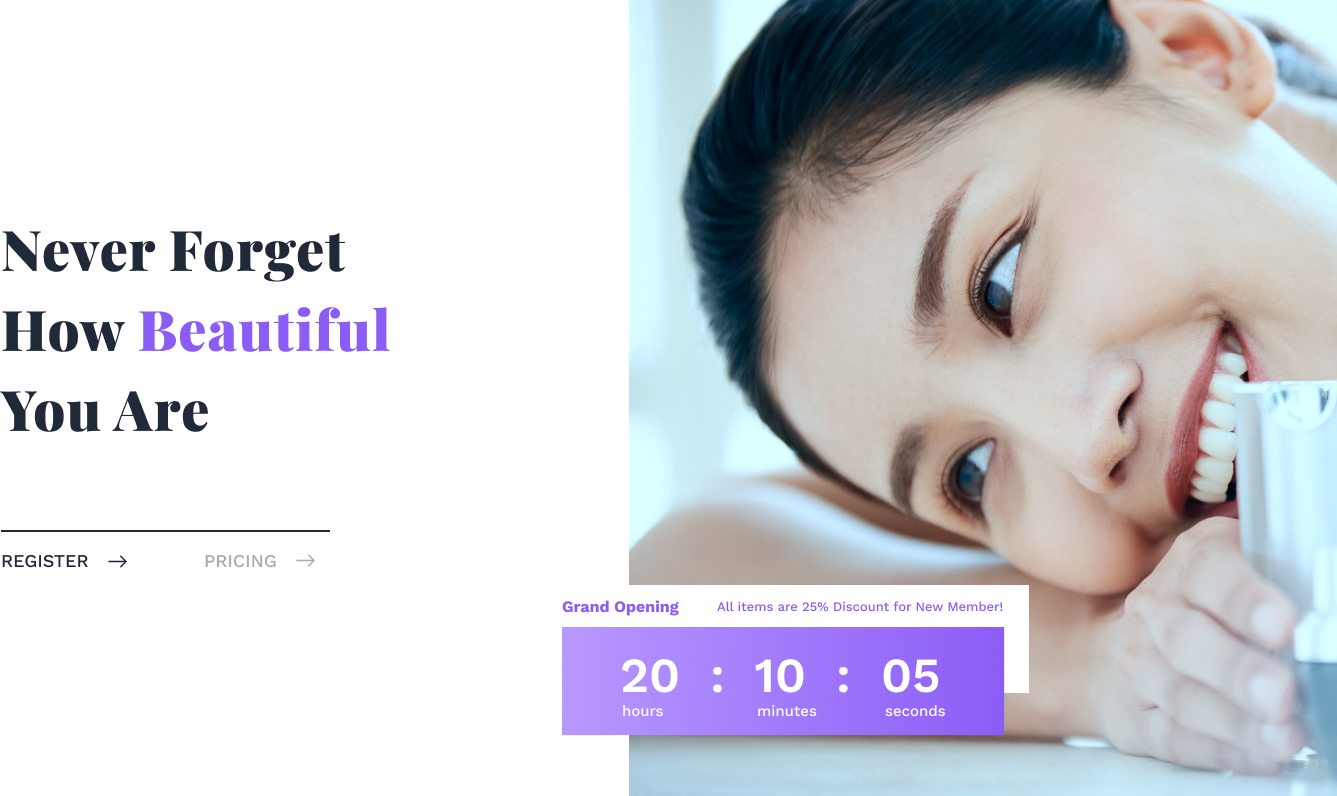 Never Forget
How Beautiful
You Are
REGISTER → PRICING →
Grand Opening All items are 25% Discount for New Member!
20 : 10 : 05
hours minutes seconds